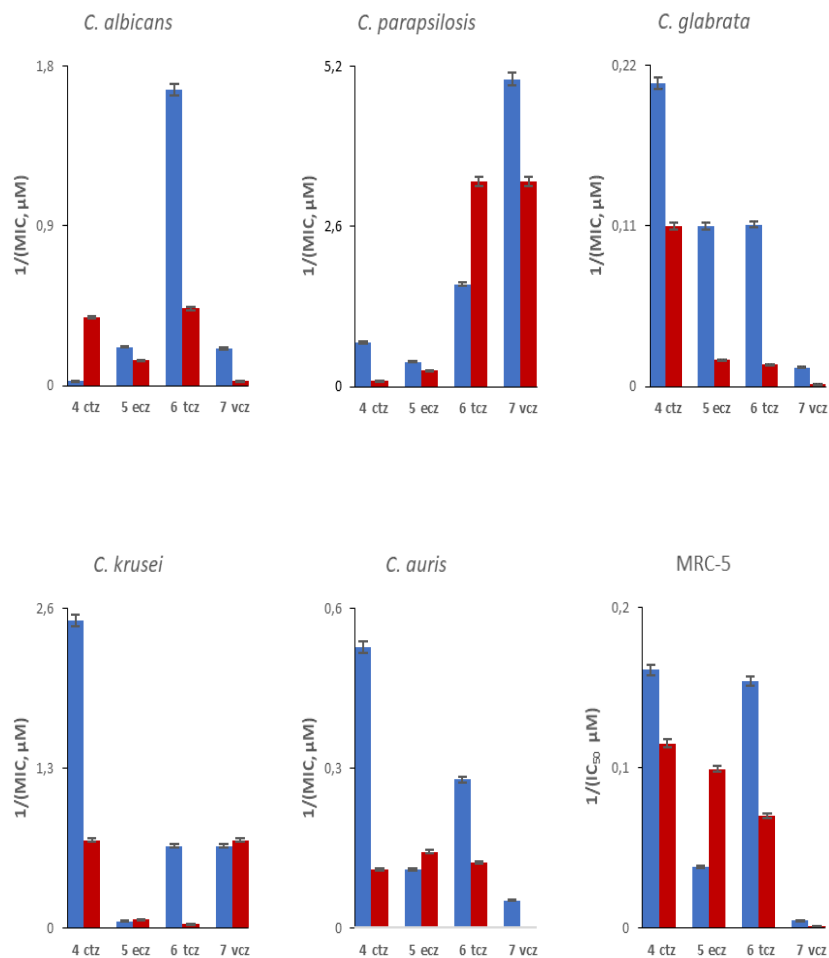 C. albicans
1,8
0,9
0
1/(MIC, µM)
4 ctz 5 ecz 6 tcz 7 vcz
C. parapsilosis
5,2
2,6
0
1/(MIC, µM)
4 ctz 5 ecz 6 tcz 7 vcz
C. glabrata
0,22
0,11
0
1/(MIC, µM)
4 ctz 5 ecz 6 tcz 7 vcz
C. krusei
2,6
1,3
0
1/(MIC, µM)
4 ctz 5 ecz 6 tcz 7 vcz
C. auris
0,6
0,3
0
1/(MIC, µM)
4 ctz 5 ecz 6 tcz 7 vcz
MRC-5
0,2
0,1
0
1/(IC₅₀ µM)
4 ctz 5 ecz 6 tcz 7 vcz